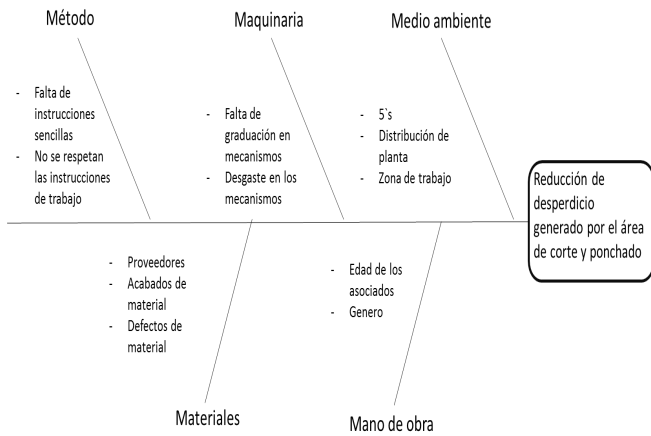 Método
Maquinaria
Medio ambiente
- Falta de
instrucciones
sencillas
- No se respetan
las instrucciones
de trabajo
- Falta de
graduación en
mecanismos
- Desgaste en los
mecanismos
- 5`s
- Distribución de
planta
- Zona de trabajo
Reducción de
desperdicio
generado por el área
de corte y ponchado
- Proveedores
- Acabados de
material
- Defectos de
material
- Edad de los
asociados
- Genero
Materiales
Mano de obra